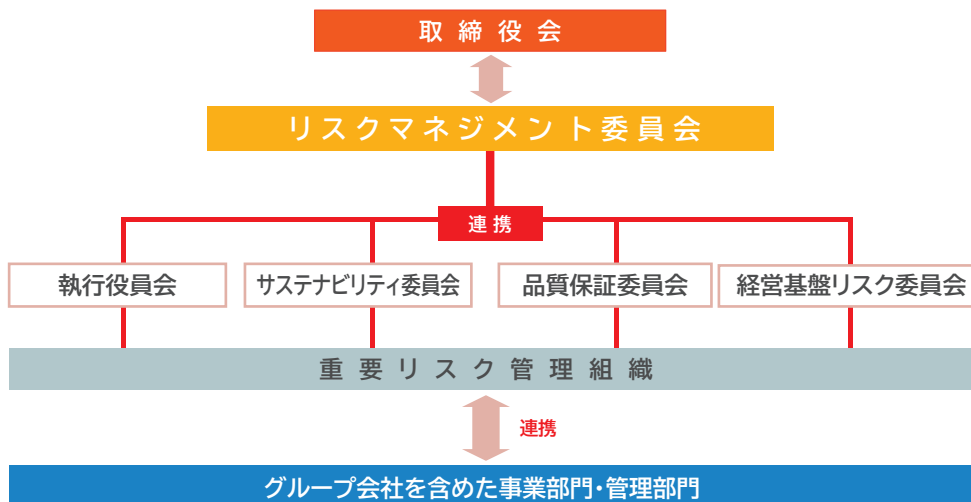 取締役会
リスクマネジメント委員会
連携
執行役員会
サステナビリティ委員会
品質保証委員会
経営基盤リスク委員会
重要リスク管理組織
連携
グループ会社を含めた事業部門・管理部門